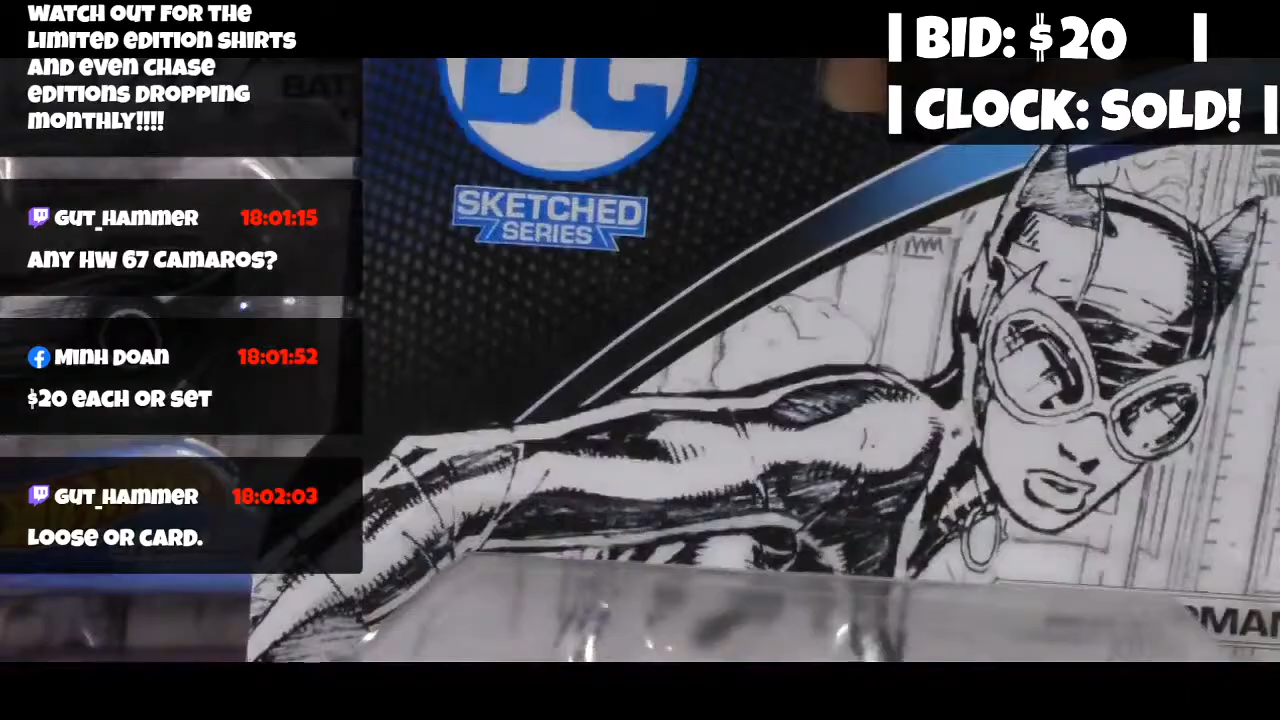 WATCH OUT FOR THE
LIMITED EDITION SHIRTS
AND EVEN CHASE
EDITIONS DROPPING
MONTHLY!!!!
GUT_HAMMER 18:01:15
ANY HW 67 CAMAROS?
MINH DOAN 18:01:52
$20 EACH OR SET
GUT_HAMMER 18:02:03
LOOSE OR CARD.
| BID: $20 |
| CLOCK: SOLD! |
DC
SKETCHED
SERIES